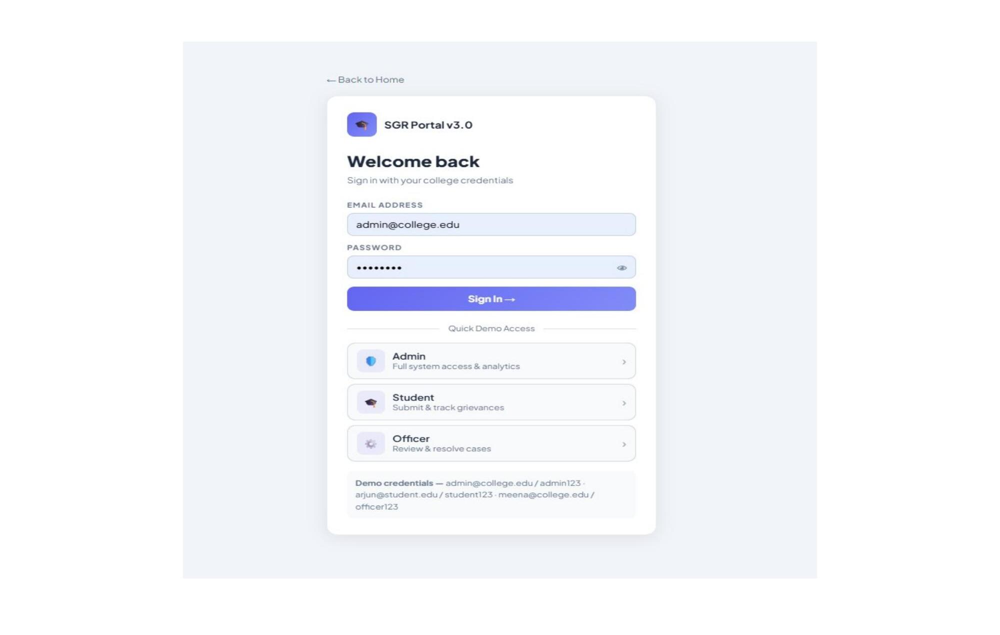 ← Back to Home
SGR Portal v3.0
Welcome back
Sign in with your college credentials
EMAIL ADDRESS
admin@college.edu
PASSWORD
••••••••
Sign In →
Quick Demo Access
Admin
Full system access & analytics
›
Student
Submit & track grievances
›
Officer
Review & resolve cases
›
Demo credentials — admin@college.edu / admin123 ·
arjun@student.edu / student123 · meena@college.edu /
officer123